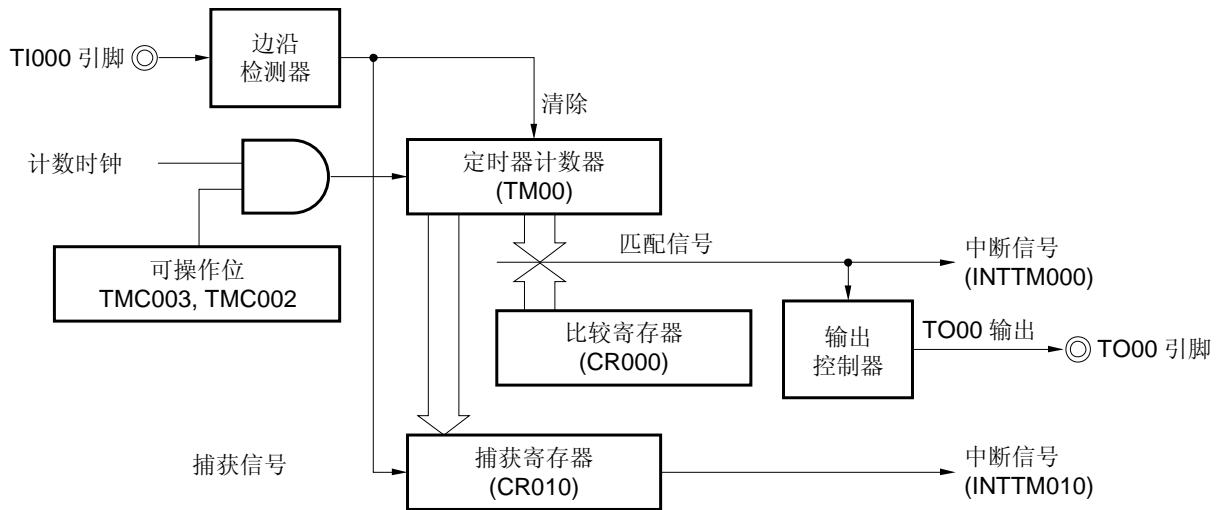 TI000 引脚
边沿
检测器
清除
计数时钟
定时器计数器
(TM00)
可操作位
TMC003, TMC002
匹配信号
中断信号
(INTTM000)
比较寄存器
(CR000)
输出
控制器
TO00 输出
TO00 引脚
捕获信号
捕获寄存器
(CR010)
中断信号
(INTTM010)